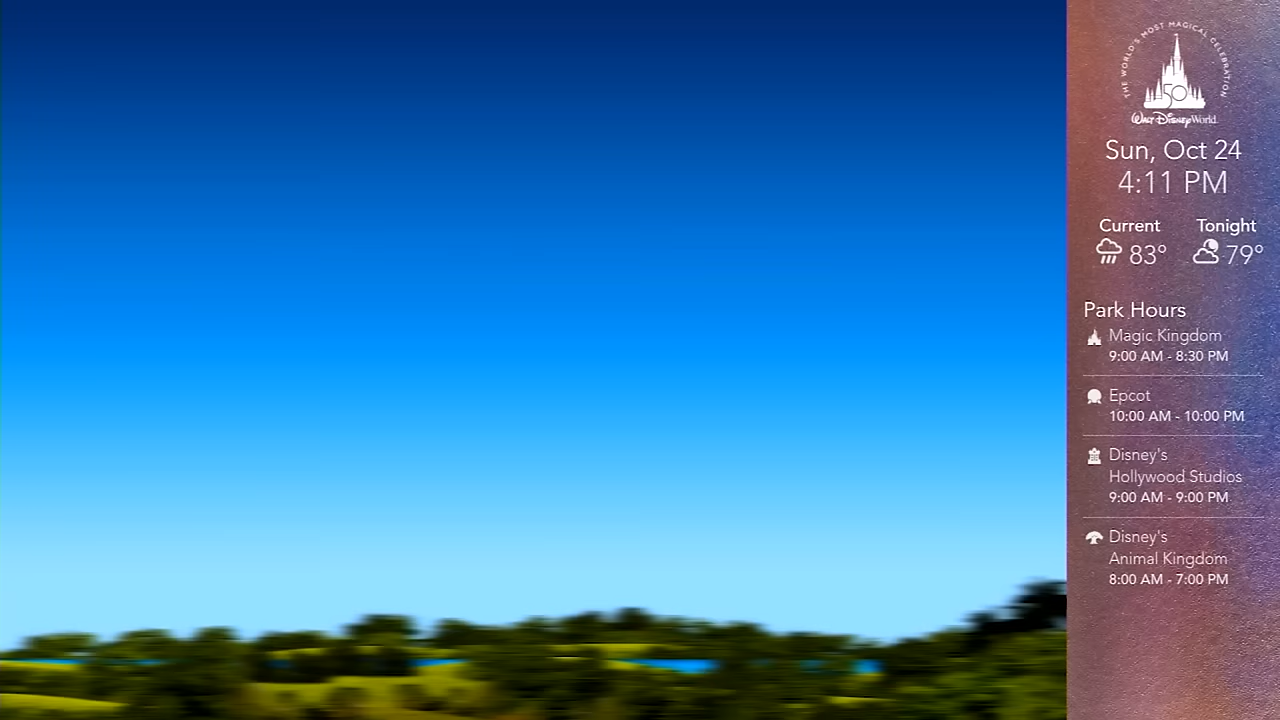 THE WORLD'S MOST MAGICAL CELEBRATION
50
Walt Disney World
Sun, Oct 24
4:11 PM
Current Tonight
83° 79°
Park Hours
Magic Kingdom
9:00 AM - 8:30 PM
Epcot
10:00 AM - 10:00 PM
Disney's
Hollywood Studios
9:00 AM - 9:00 PM
Disney's
Animal Kingdom
8:00 AM - 7:00 PM